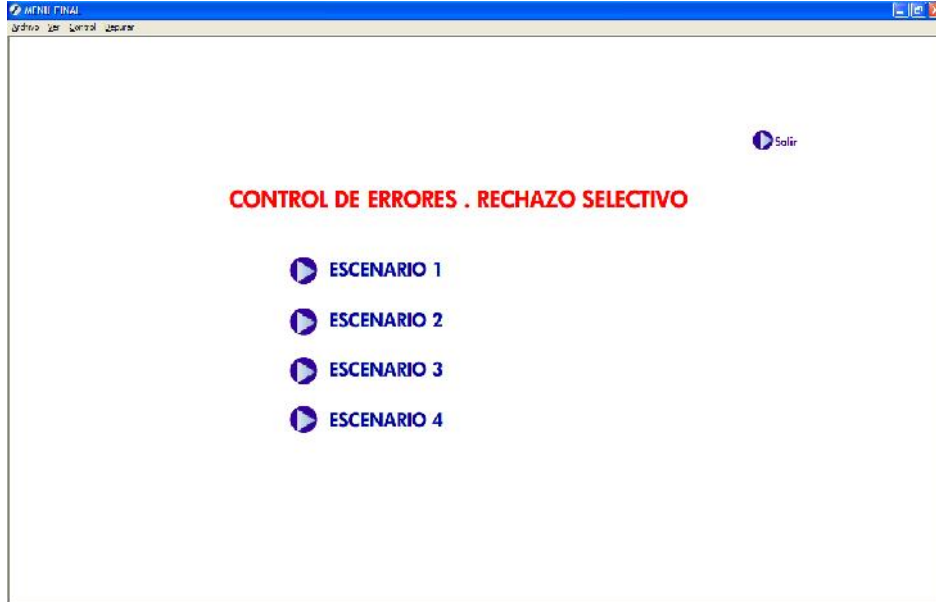 MENU FINAL
Archivo Ver Control Depurar
Salir
CONTROL DE ERRORES . RECHAZO SELECTIVO
ESCENARIO 1
ESCENARIO 2
ESCENARIO 3
ESCENARIO 4